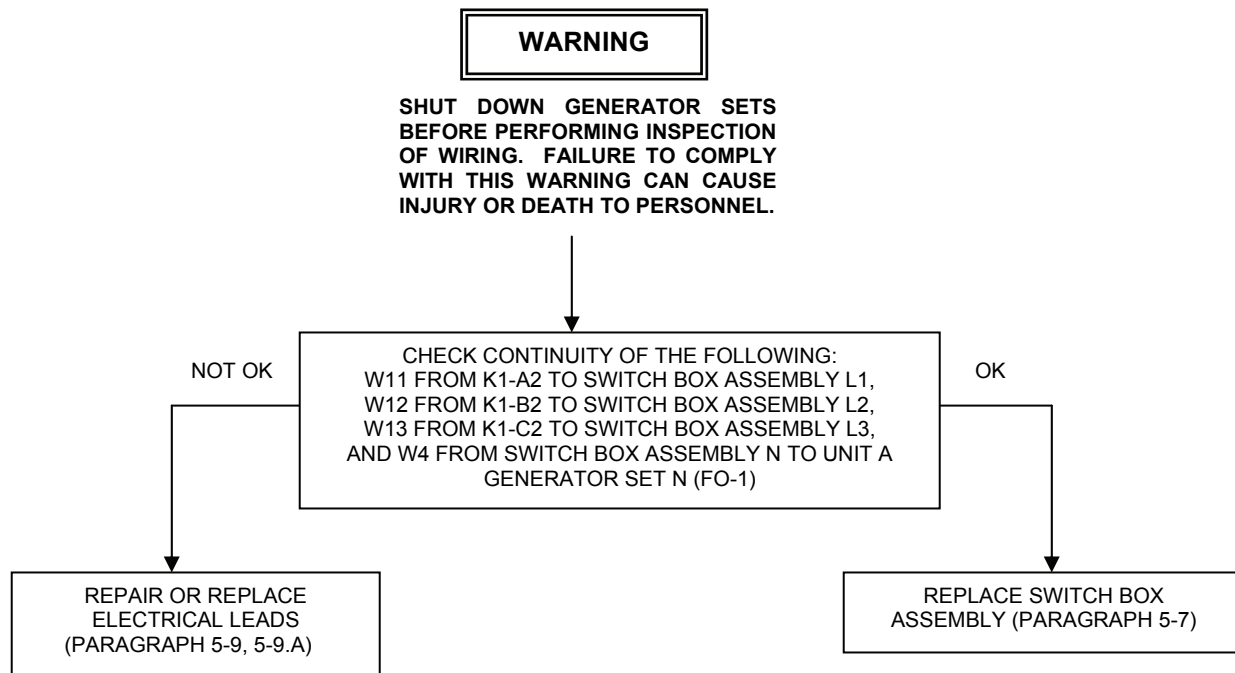 WARNING
SHUT DOWN GENERATOR SETS
BEFORE PERFORMING INSPECTION
OF WIRING. FAILURE TO COMPLY
WITH THIS WARNING CAN CAUSE
INJURY OR DEATH TO PERSONNEL.
NOT OK
CHECK CONTINUITY OF THE FOLLOWING:
W11 FROM K1-A2 TO SWITCH BOX ASSEMBLY L1,
W12 FROM K1-B2 TO SWITCH BOX ASSEMBLY L2,
W13 FROM K1-C2 TO SWITCH BOX ASSEMBLY L3,
AND W4 FROM SWITCH BOX ASSEMBLY N TO UNIT A
GENERATOR SET N (FO-1)
OK
REPAIR OR REPLACE
ELECTRICAL LEADS
(PARAGRAPH 5-9, 5-9.A)
REPLACE SWITCH BOX
ASSEMBLY (PARAGRAPH 5-7)